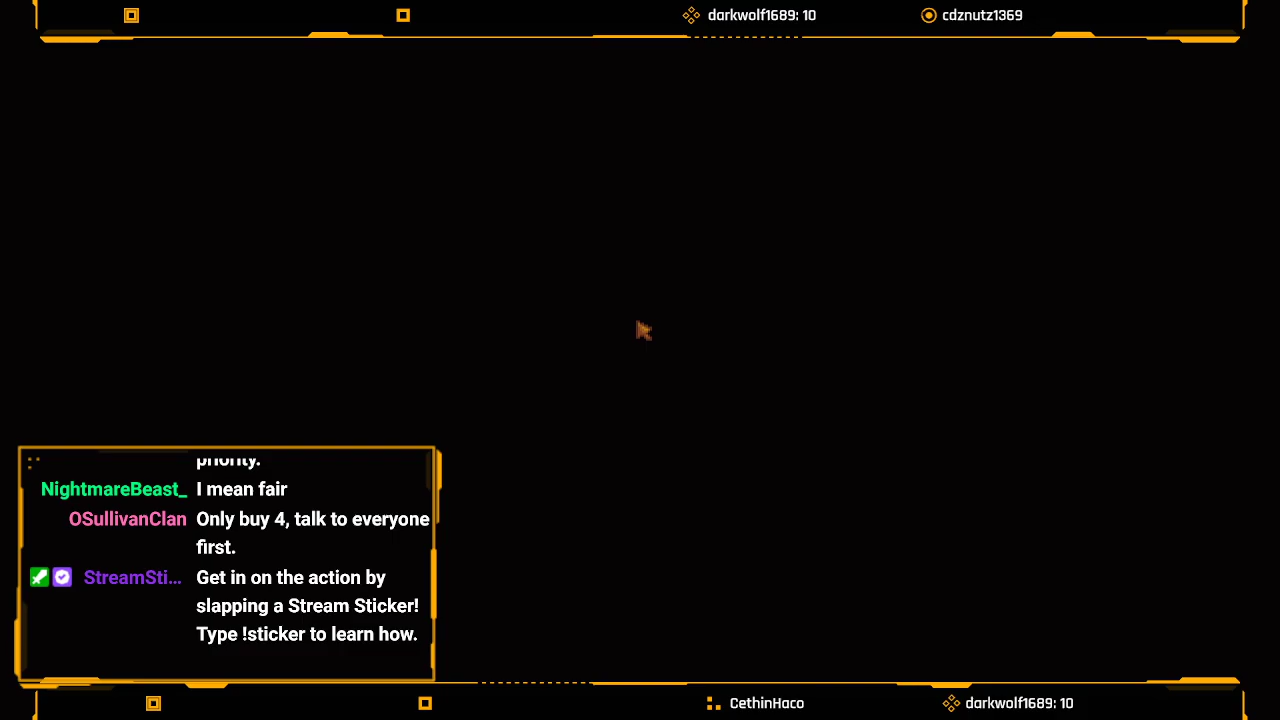 darkwolf1689: 10
cdznutz1369
priority.
NightmareBeast_ I mean fair
OSullivanClan Only buy 4, talk to everyone
first.
StreamSti... Get in on the action by
slapping a Stream Sticker!
Type !sticker to learn how.
CethinHaco
darkwolf1689: 10